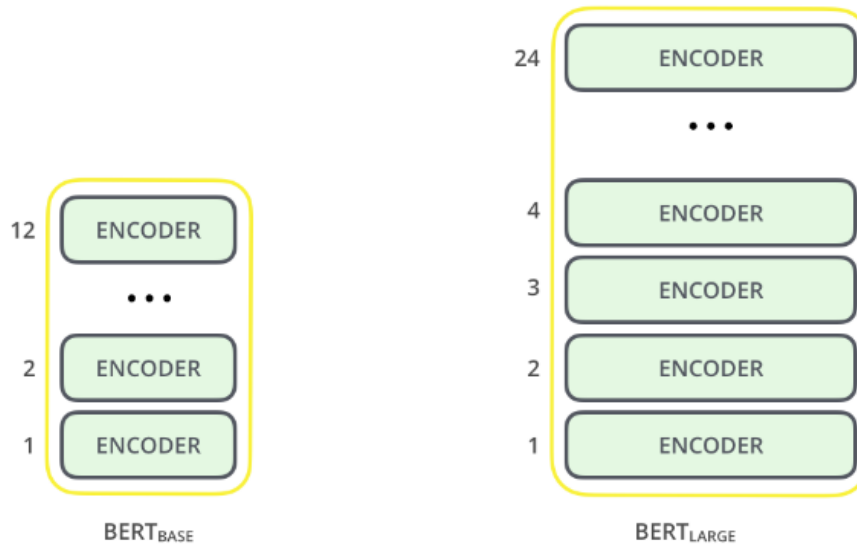 12 ENCODER
...
2 ENCODER
1 ENCODER
BERTBASE
24 ENCODER
...
4 ENCODER
3 ENCODER
2 ENCODER
1 ENCODER
BERTLARGE